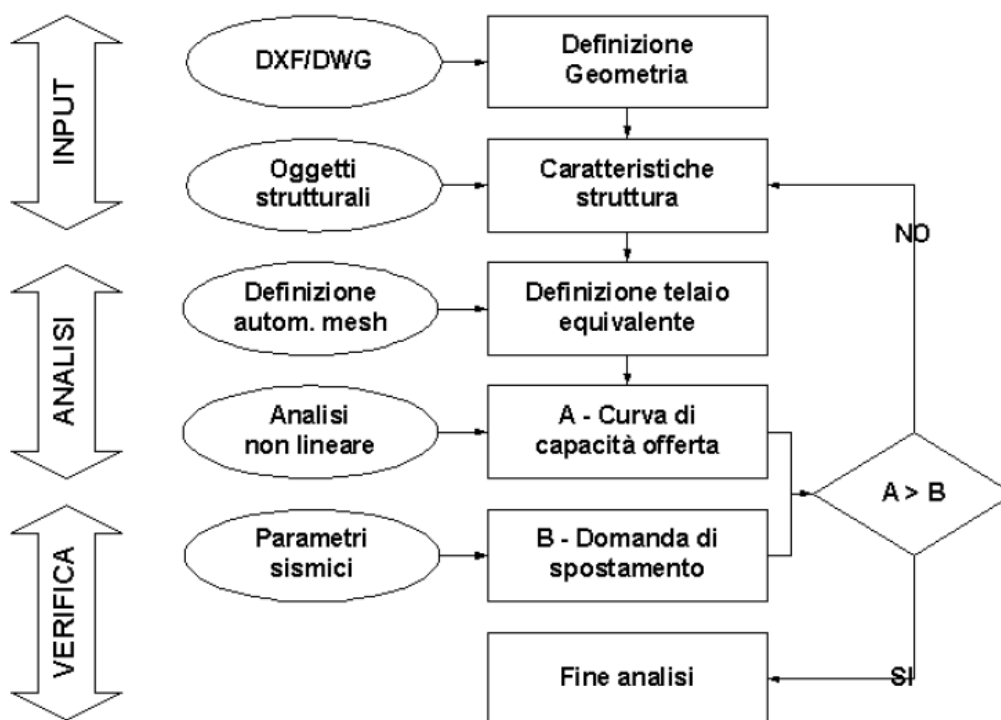 INPUT
DXF/DWG
Definizione
Geometria
Oggetti
strutturali
Caratteristiche
struttura
NO
ANALISI
Definizione
autom. mesh
Definizione telaio
equivalente
Analisi
non lineare
A - Curva di
capacità offerta
A > B
VERIFICA
Parametri
sismici
B - Domanda di
spostamento
Fine analisi
SI